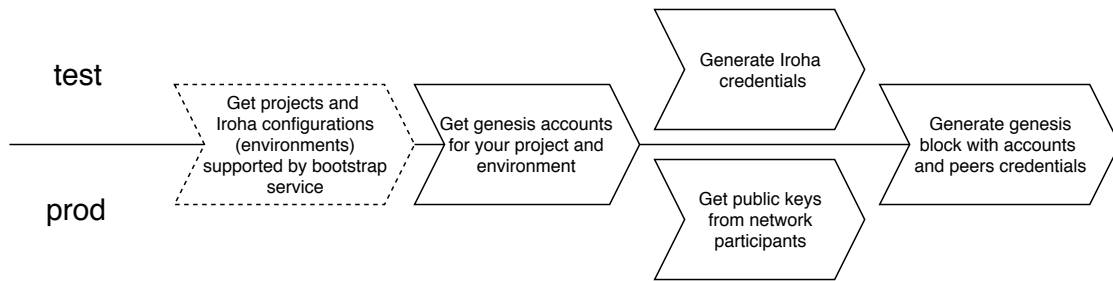 test
prod
Get projects and
Iroha configurations
(environments)
supported by bootstrap
service
Get genesis accounts
for your project and
environment
Generate Iroha
credentials
Get public keys
from network
participants
Generate genesis
block with accounts
and peers credentials